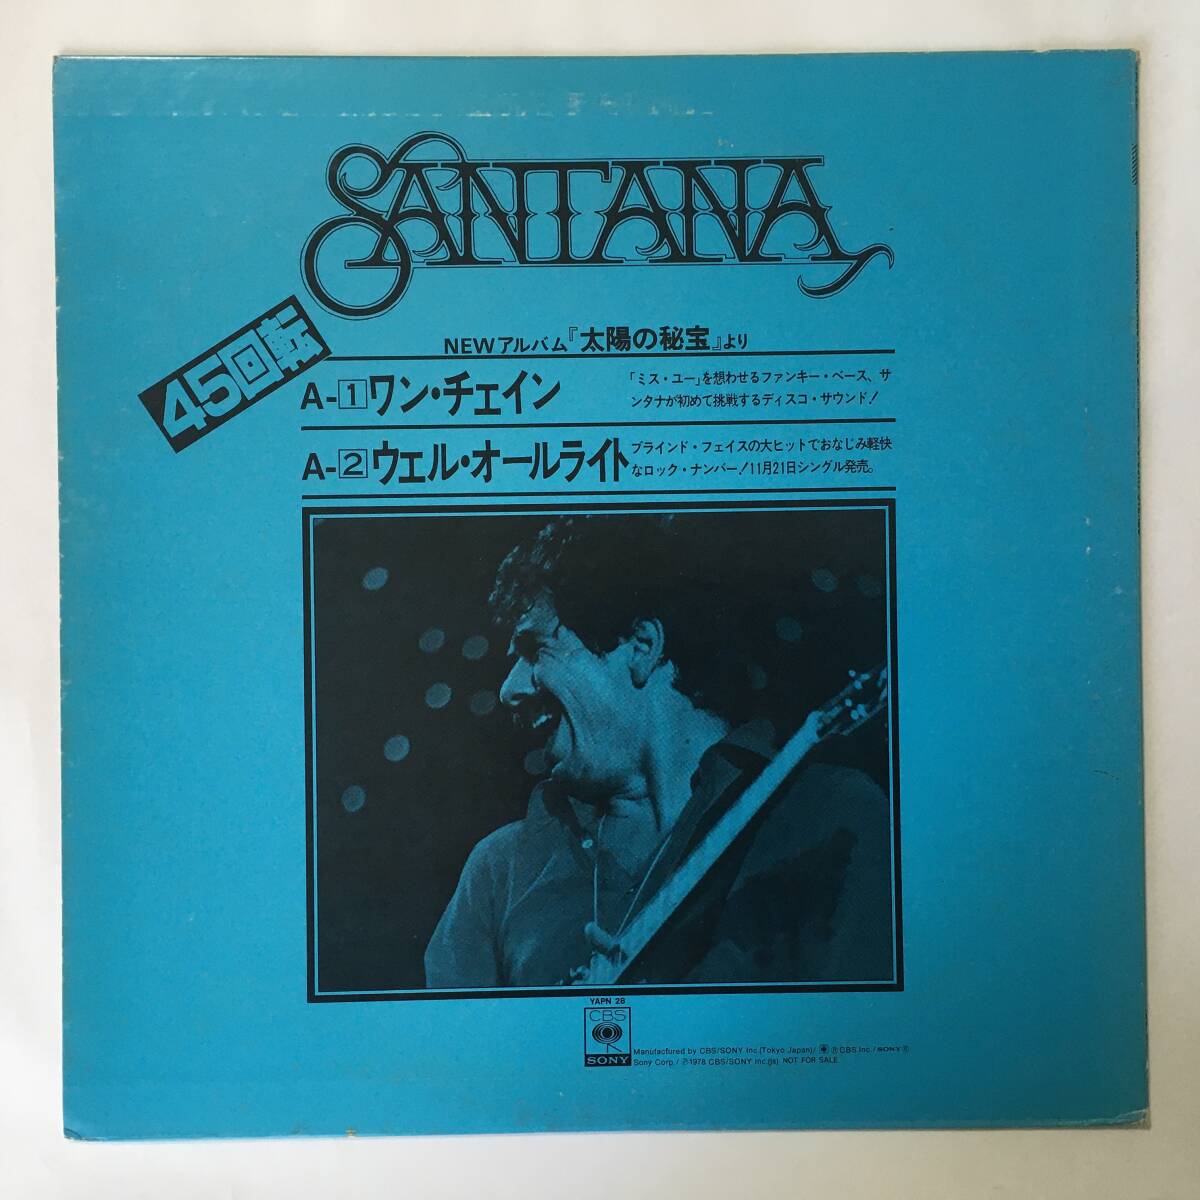 SANTANA
45回転
NEWアルバム『太陽の秘宝』より
A-1ワン・チェイン
「ミス・ユー」を想わせるファンキー・ベース、サ
ンタナが初めて挑戦するディスコ・サウンド!
A-2ウェル・オールライト
ブラインド・フェイスの大ヒットでおなじみ軽快
なロック・ナンバー!11月21日シングル発売。
YAPN 28
CBS
SONY
Manufactured by CBS/SONY Inc.(Tokyo Japan)/ ® CBS Inc./SONY®
Sony Corp./℗1978 CBS/SONY Inc.(js) NOT FOR SALE